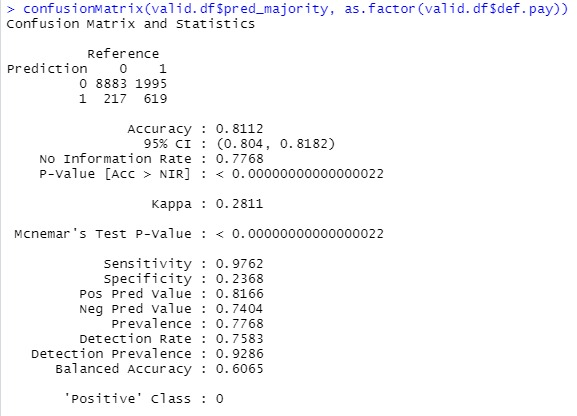 > confusionMatrix(valid.df$pred_majority, as.factor(valid.df$def.pay))
Confusion Matrix and Statistics

          Reference
Prediction    0    1
         0 8883 1995
         1  217  619

               Accuracy : 0.8112
                 95% CI : (0.804, 0.8182)
    No Information Rate : 0.7768
    P-Value [Acc > NIR] : < 0.00000000000000022

                  Kappa : 0.2811

 Mcnemar's Test P-Value : < 0.00000000000000022

            Sensitivity : 0.9762
            Specificity : 0.2368
         Pos Pred Value : 0.8166
         Neg Pred Value : 0.7404
             Prevalence : 0.7768
         Detection Rate : 0.7583
   Detection Prevalence : 0.9286
      Balanced Accuracy : 0.6065

       'Positive' Class : 0